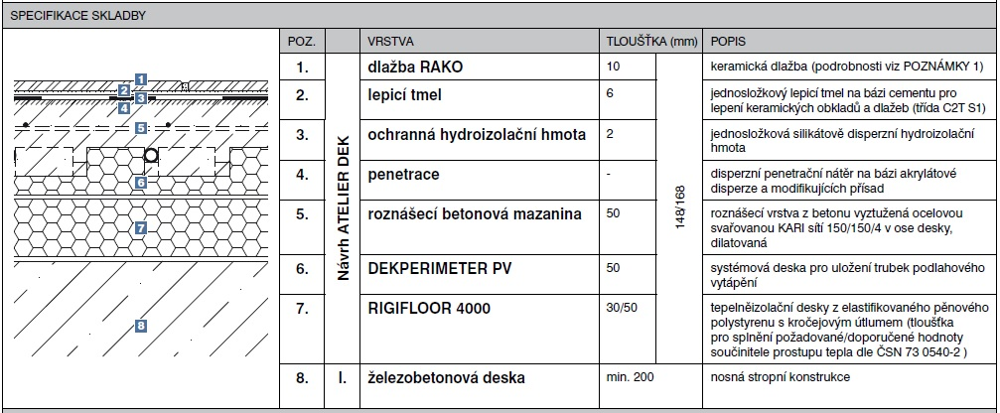 SPECIFIKACE SKLADBY
POZ. VRSTVA TLOUŠŤKA (mm) POPIS
1. dlažba RAKO 10 keramická dlažba (podrobnosti viz POZNÁMKY 1)
2. lepicí tmel 6 jednosložkový lepicí tmel na bázi cementu pro
lepení keramických obkladů a dlažeb (třída C2T S1)
3. ochranná hydroizolační hmota 2 jednosložková silikátově disperzní hydroizolační
hmota
4. penetrace - disperzní penetrační nátěr na bázi akrylátové
disperze a modifikujících přísad
5. roznášecí betonová mazanina 50 roznášecí vrstva z betonu vyztužená ocelovou
svařovanou KARI sítí 150/150/4 v ose desky,
dilatovaná
6. DEKPERIMETER PV 50 systémová deska pro uložení trubek podlahového
vytápění
7. RIGIFLOOR 4000 30/50 tepelněizolační desky z elastifikovaného pěnového
polystyrenu s kročejovým útlumem (tloušťka
pro splnění požadované/doporučené hodnoty
součinitele prostupu tepla dle ČSN 73 0540-2 )
8. I. železobetonová deska min. 200 nosná stropní konstrukce
Návrh ATELIER DEK
148/168
1
2
3
4
5
6
7
8